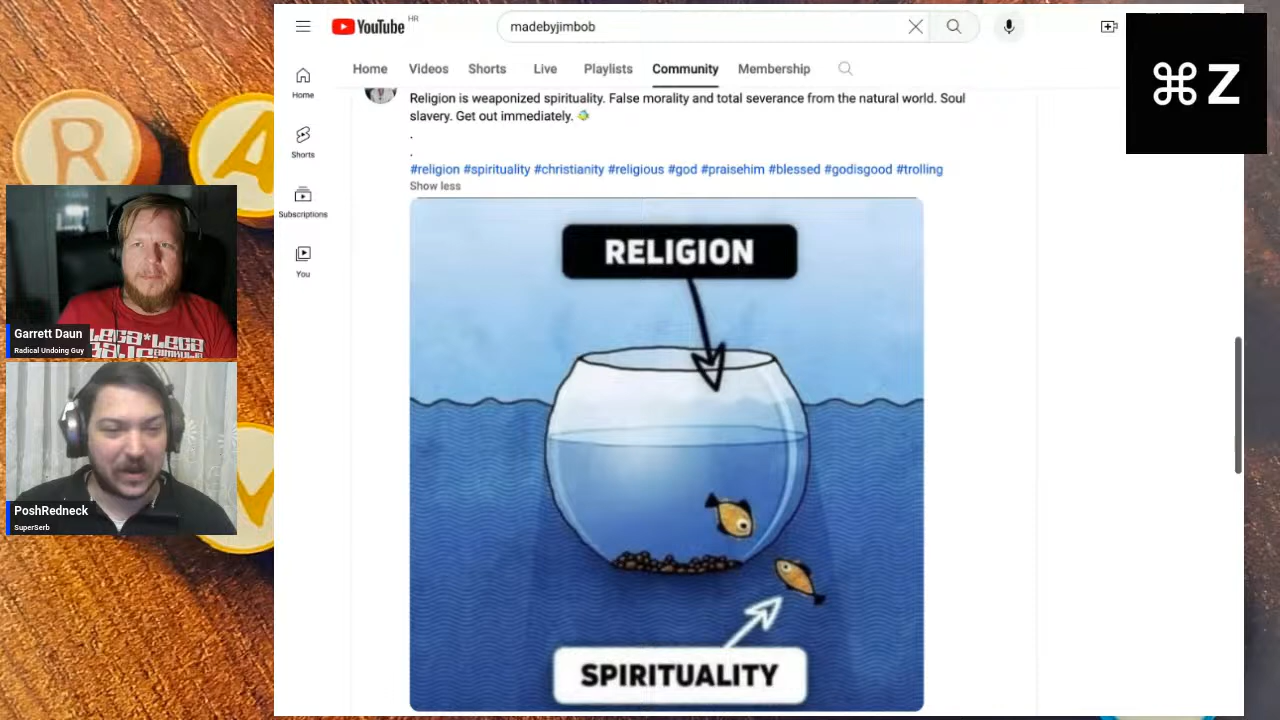 YouTube HR
madebyjimbob
Home Videos Shorts Live Playlists Community Membership
Home
Shorts
Subscriptions
You
Religion is weaponized spirituality. False morality and total severance from the natural world. Soul
slavery. Get out immediately.
.
.
#religion #spirituality #christianity #religious #god #praisehim #blessed #godisgood #trolling
Show less
RELIGION
SPIRITUALITY
⌘ Z
R A
Garrett Daun
Radical Undoing Guy
PoshRedneck
SuperSerb